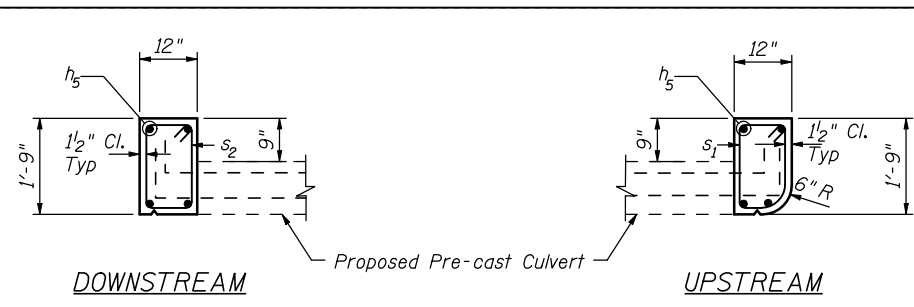 12"
h5
1'-9"
1½" Cl.
Typ
s2
9"
DOWNSTREAM
Proposed Pre-cast Culvert
12"
h5
9"
s1
1½" Cl.
Typ
6" R
1'-9"
UPSTREAM